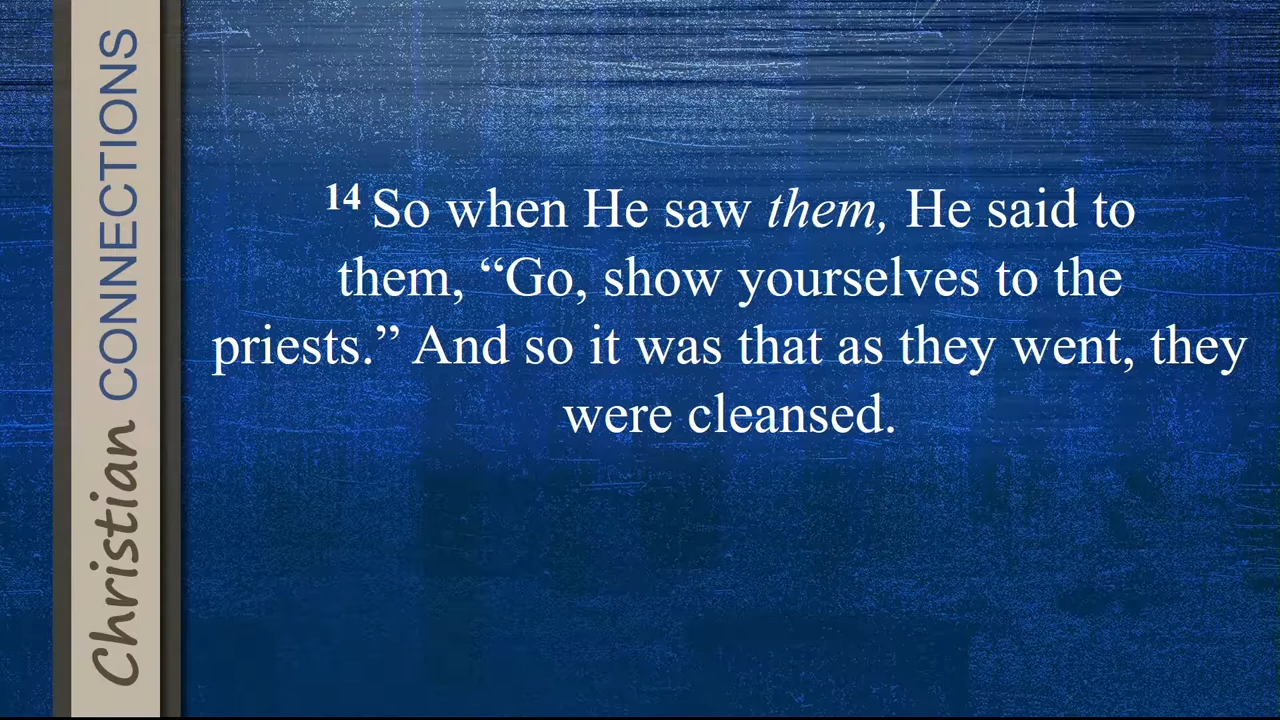 Christian CONNECTIONS
14 So when He saw them, He said to
them, “Go, show yourselves to the
priests.” And so it was that as they went, they
were cleansed.